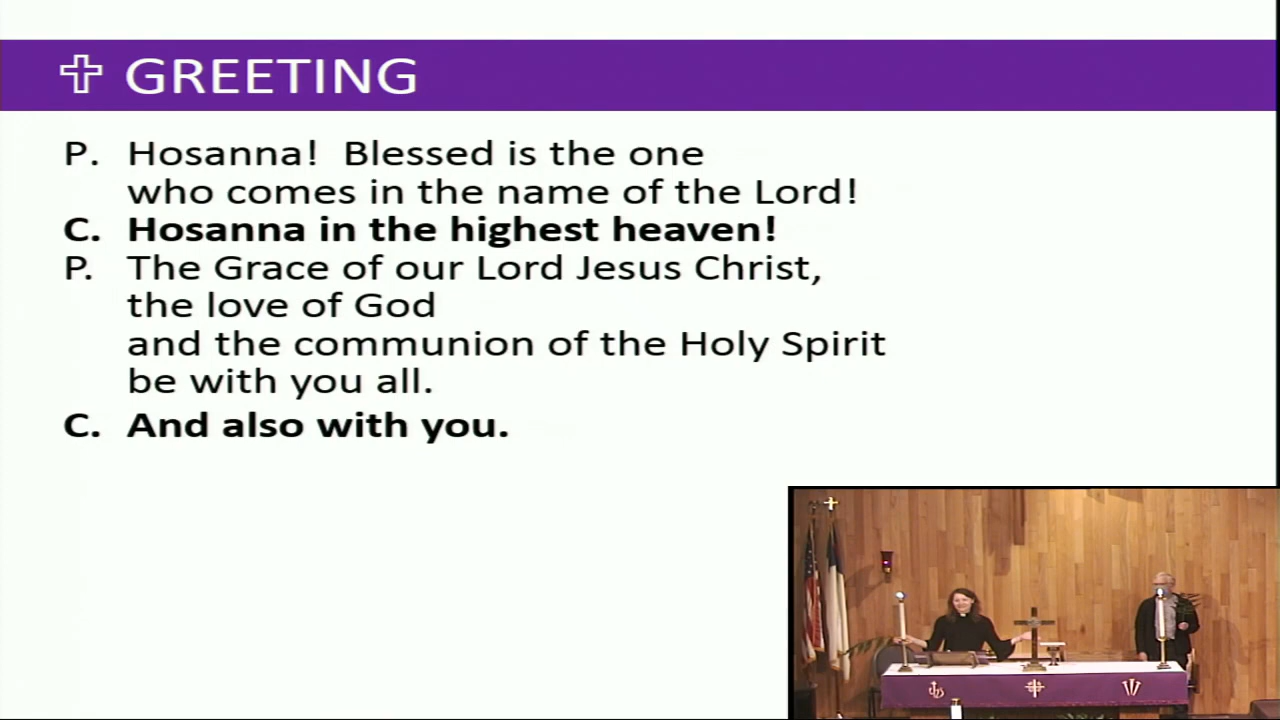 GREETING
P. Hosanna! Blessed is the one
who comes in the name of the Lord!
C. Hosanna in the highest heaven!
P. The Grace of our Lord Jesus Christ,
the love of God
and the communion of the Holy Spirit
be with you all.
C. And also with you.